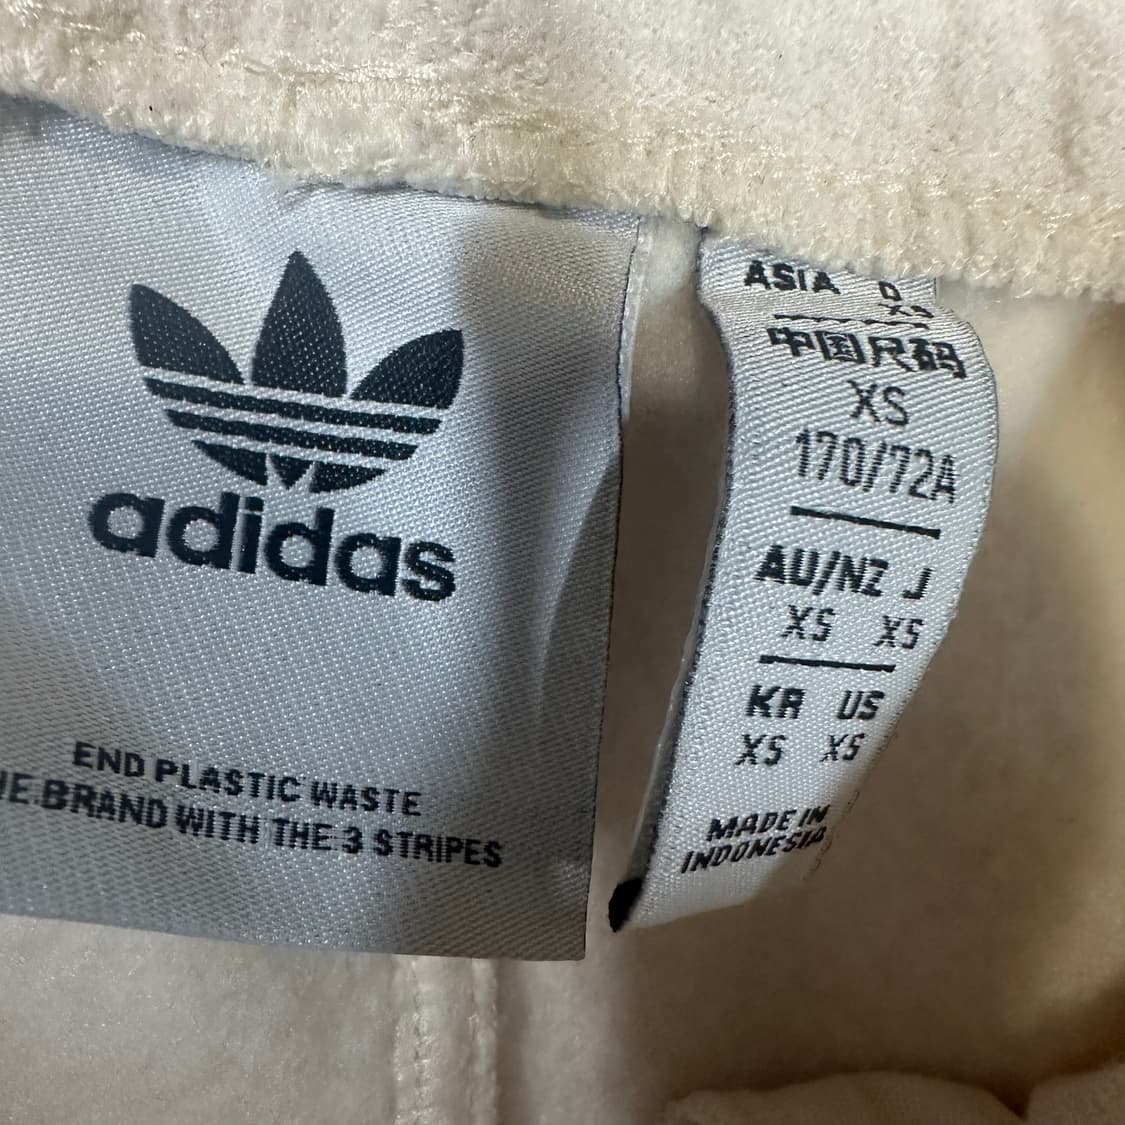 adidas
END PLASTIC WASTE
BRAND WITH THE 3 STRIPES
ASIA D
XS
中国尺码
XS
170/72A
AU/NZ J
XS XS
KR US
XS XS
MADE IN
INDONESIA